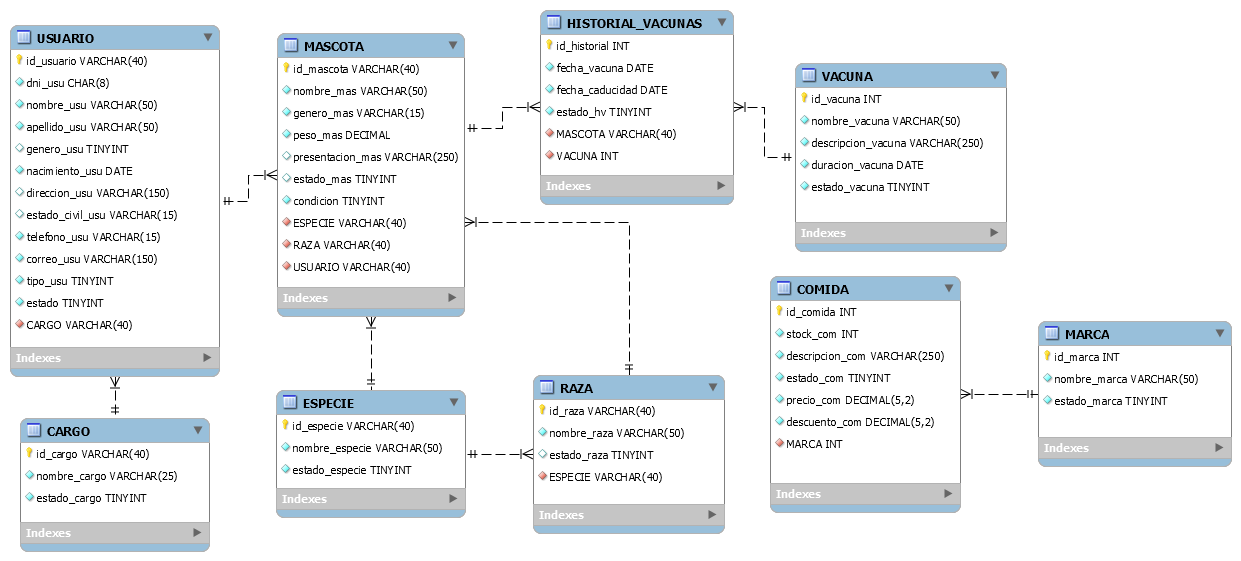 USUARIO
id_usuario VARCHAR(40)
dni_usu CHAR(8)
nombre_usu VARCHAR(50)
apellido_usu VARCHAR(50)
genero_usu TINYINT
nacimiento_usu DATE
direccion_usu VARCHAR(150)
estado_civil_usu VARCHAR(15)
telefono_usu VARCHAR(15)
correo_usu VARCHAR(150)
tipo_usu TINYINT
estado TINYINT
CARGO VARCHAR(40)
Indexes
CARGO
id_cargo VARCHAR(40)
nombre_cargo VARCHAR(25)
estado_cargo TINYINT
Indexes
MASCOTA
id_mascota VARCHAR(40)
nombre_mas VARCHAR(50)
genero_mas VARCHAR(15)
peso_mas DECIMAL
presentacion_mas VARCHAR(250)
estado_mas TINYINT
condicion TINYINT
ESPECIE VARCHAR(40)
RAZA VARCHAR(40)
USUARIO VARCHAR(40)
Indexes
ESPECIE
id_especie VARCHAR(40)
nombre_especie VARCHAR(50)
estado_especie TINYINT
Indexes
HISTORIAL_VACUNAS
id_historial INT
fecha_vacuna DATE
fecha_caducidad DATE
estado_hv TINYINT
MASCOTA VARCHAR(40)
VACUNA INT
Indexes
RAZA
id_raza VARCHAR(40)
nombre_raza VARCHAR(50)
estado_raza TINYINT
ESPECIE VARCHAR(40)
Indexes
VACUNA
id_vacuna INT
nombre_vacuna VARCHAR(50)
descripcion_vacuna VARCHAR(250)
duracion_vacuna DATE
estado_vacuna TINYINT
Indexes
COMIDA
id_comida INT
stock_com INT
descripcion_com VARCHAR(250)
estado_com TINYINT
precio_com DECIMAL(5,2)
descuento_com DECIMAL(5,2)
MARCA INT
Indexes
MARCA
id_marca INT
nombre_marca VARCHAR(50)
estado_marca TINYINT
Indexes